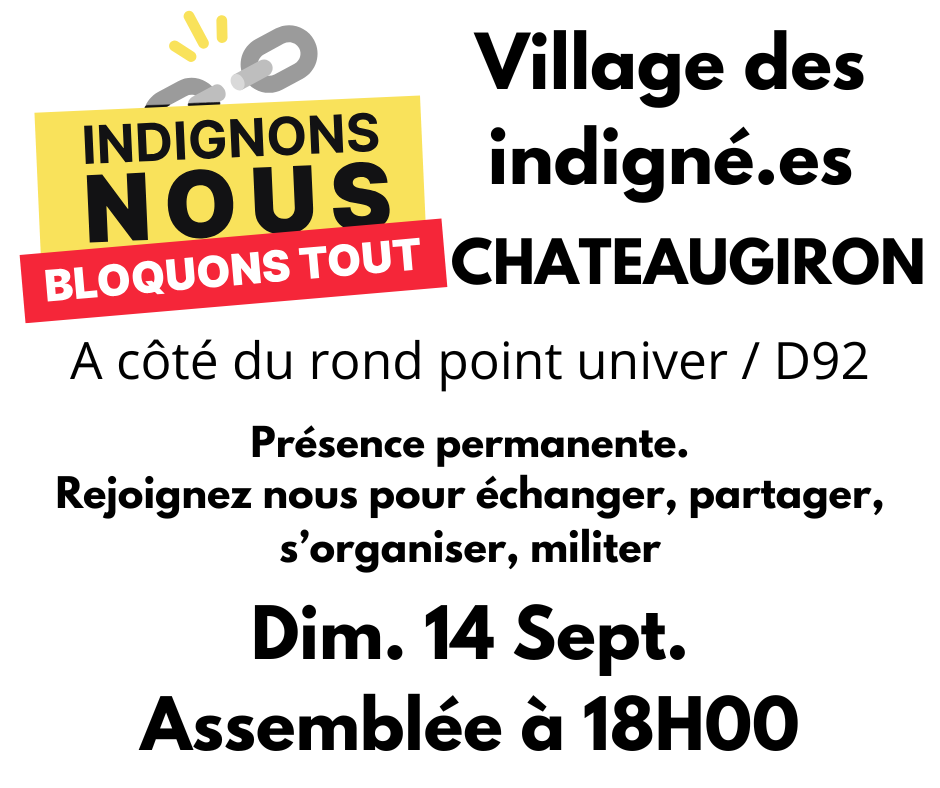 INDIGNONS
NOUS
BLOQUONS TOUT
Village des
indigné.es
CHATEAUGIRON
A côté du rond point univer / D92
Présence permanente.
Rejoignez nous pour échanger, partager,
s’organiser, militer
Dim. 14 Sept.
Assemblée à 18H00